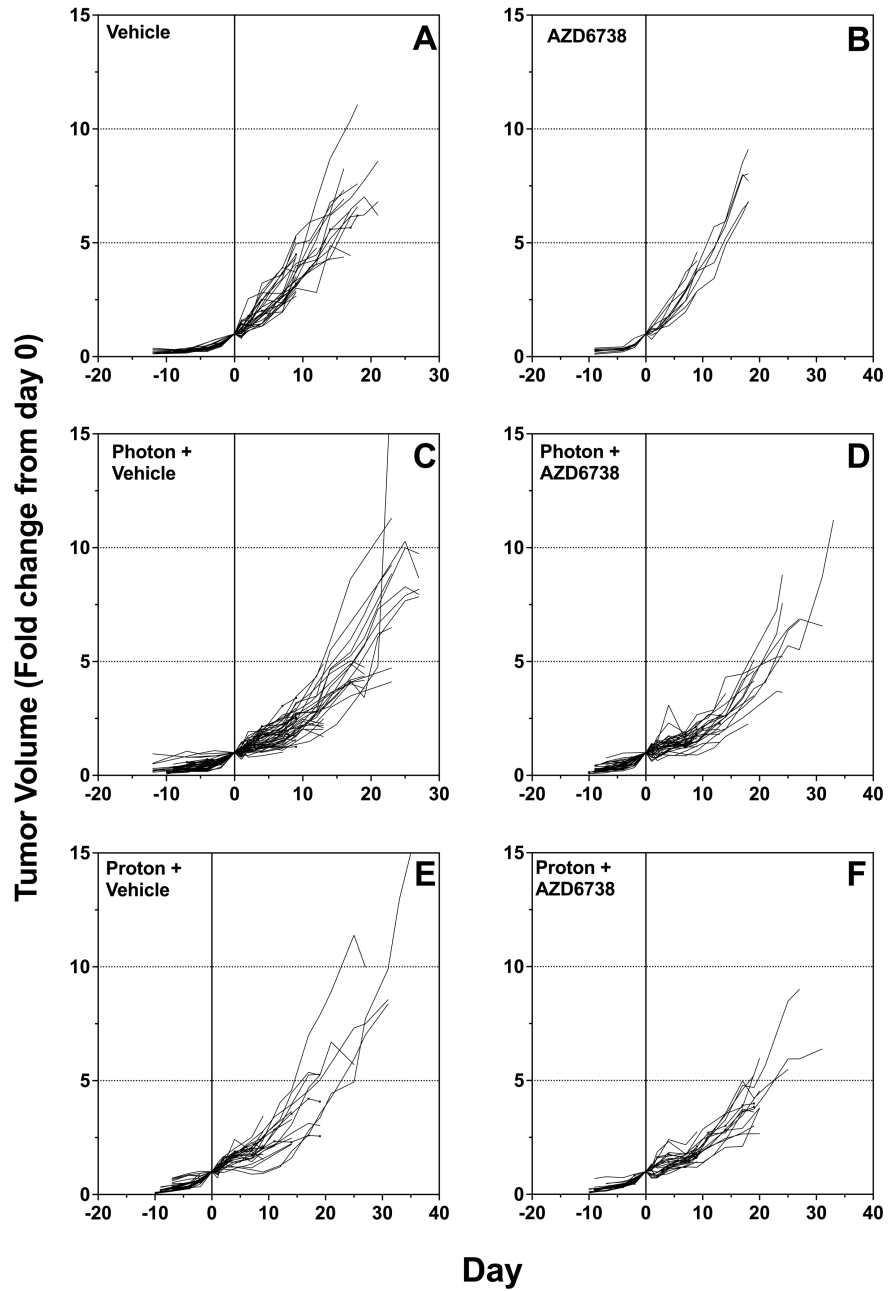 Tumor Volume (Fold change from day 0)
Vehicle
A
15
10
5
0
-20 -10 0 10 20 30
AZD6738
B
15
10
5
0
-20 -10 0 10 20 30 40
Photon +
Vehicle
C
15
10
5
0
-20 -10 0 10 20 30
Photon +
AZD6738
D
15
10
5
0
-20 -10 0 10 20 30 40
Proton +
Vehicle
E
15
10
5
0
-20 -10 0 10 20 30 40
Proton +
AZD6738
F
15
10
5
0
-20 -10 0 10 20 30 40
Day